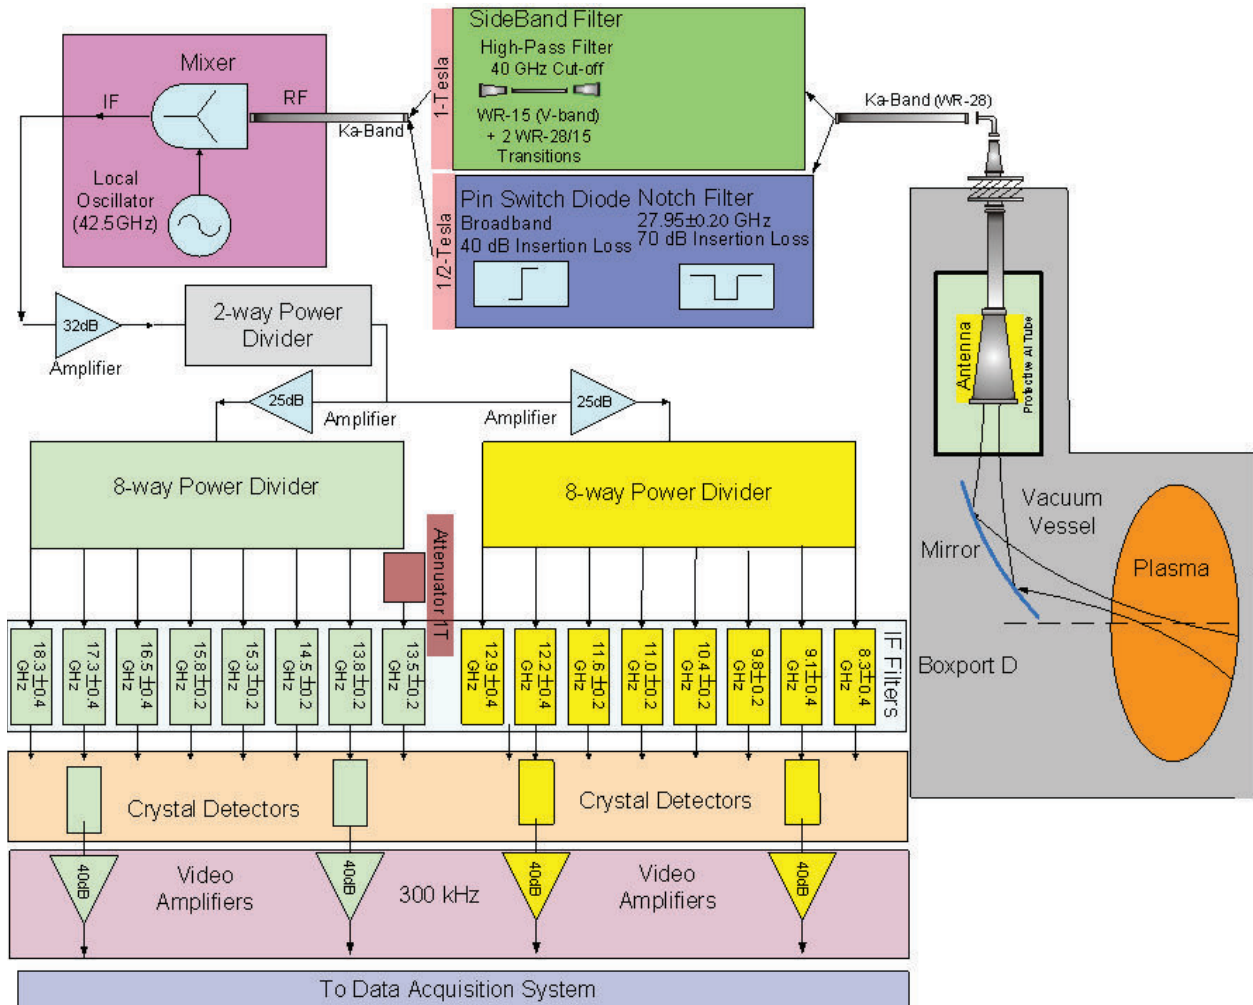 SideBand Filter
High-Pass Filter
40 GHz Cut-off
WR-15 (V-band)
+ 2 WR-28/15
Transitions
1-Tesla
Mixer
IF
RF
Ka-Band
Local
Oscillator
(42.5GHz)
Ka-Band (WR-28)
1/2-Tesla
Pin Switch Diode
Broadband
40 dB Insertion Loss
Notch Filter
27.95±0.20 GHz
70 dB Insertion Loss
32dB
Amplifier
2-way Power
Divider
25dB
Amplifier
Amplifier
25dB
Antenna
Protective Al Tube
8-way Power Divider
8-way Power Divider
Attenuator 1T
Vacuum
Vessel
Mirror
Plasma
Boxport D
18.3±0.4
GHz
17.3±0.4
GHz
16.5±0.4
GHz
15.8±0.2
GHz
15.3±0.2
GHz
14.5±0.2
GHz
13.8±0.2
GHz
13.5±0.2
GHz
12.9±0.4
GHz
12.2±0.4
GHz
11.6±0.2
GHz
11.0±0.2
GHz
10.4±0.2
GHz
9.8±0.2
GHz
9.1±0.4
GHz
8.3±0.4
GHz
IF Filters
Crystal Detectors
Crystal Detectors
40dB
Video
Amplifiers
40dB
300 kHz
40dB
Video
Amplifiers
40dB
To Data Acquisition System